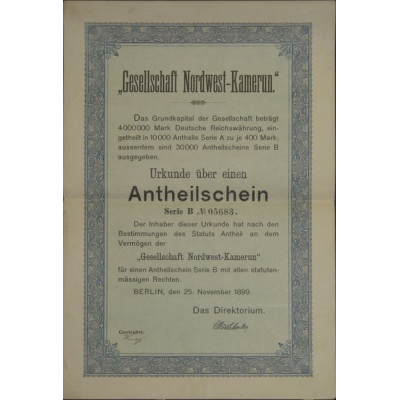 „Gesellschaft Nordwest-Kamerun."
Das Grundkapital der Gesellschaft beträgt
4000000 Mark Deutsche Reichswährung, ein-
getheilt in 10000 Antheile Serie A zu je 400 Mark;
ausserdem sind 30000 Antheilscheine Serie B
ausgegeben.
Urkunde über einen
Antheilschein
Serie B № 05683.
Der Inhaber dieser Urkunde hat nach den
Bestimmungen des Statuts Antheil an dem
Vermögen der
„Gesellschaft Nordwest-Kamerun"
für einen Antheilschein Serie B mit allen statuten-
mässigen Rechten.
BERLIN, den 25. November 1899.
Das Direktorium.